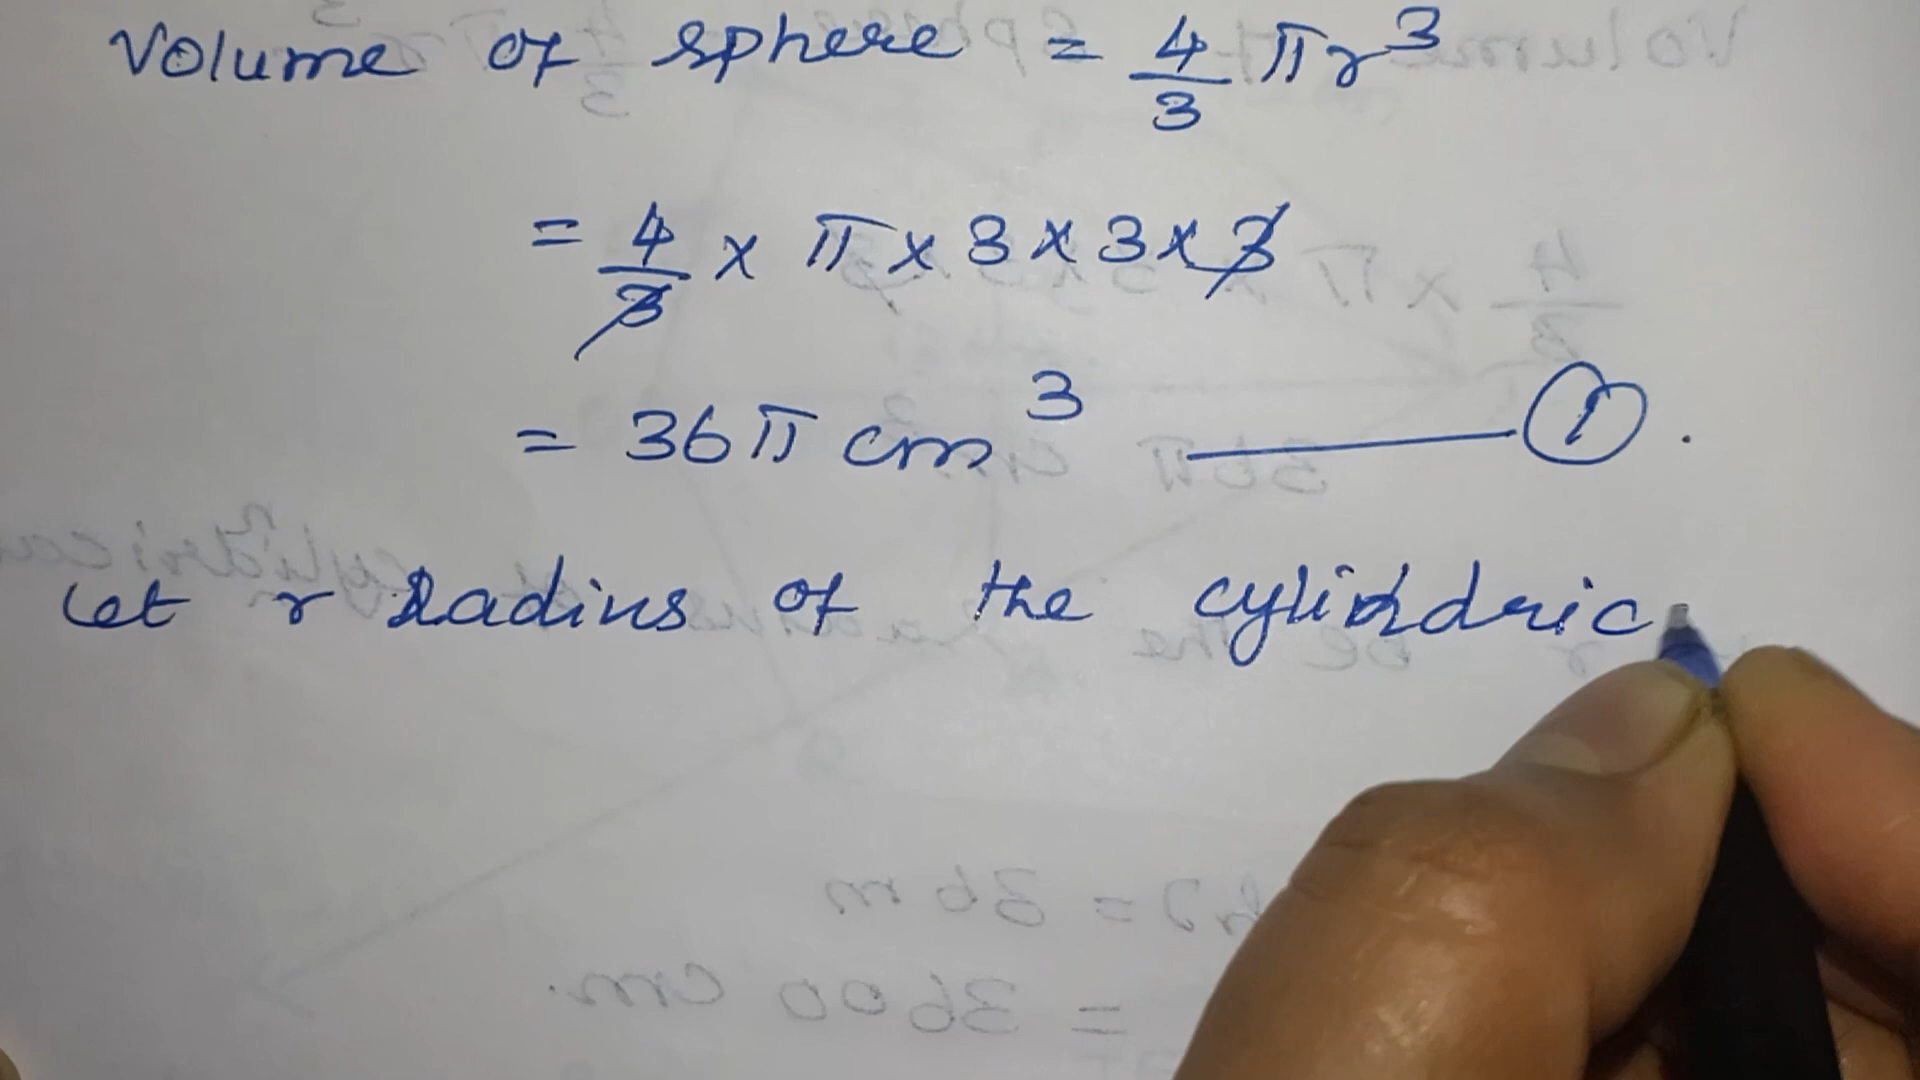 Volume of sphere = 4/3 πr³
= 4/3 × π × 3 × 3 × 3
= 36π cm³ —— ①.
Let r radius of the cylindric